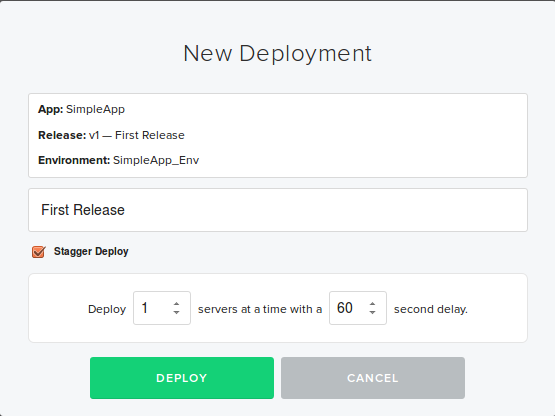 New Deployment
App: SimpleApp
Release: v1 — First Release
Environment: SimpleApp_Env
First Release
Stagger Deploy
Deploy 1 servers at a time with a 60 second delay.
DEPLOY CANCEL